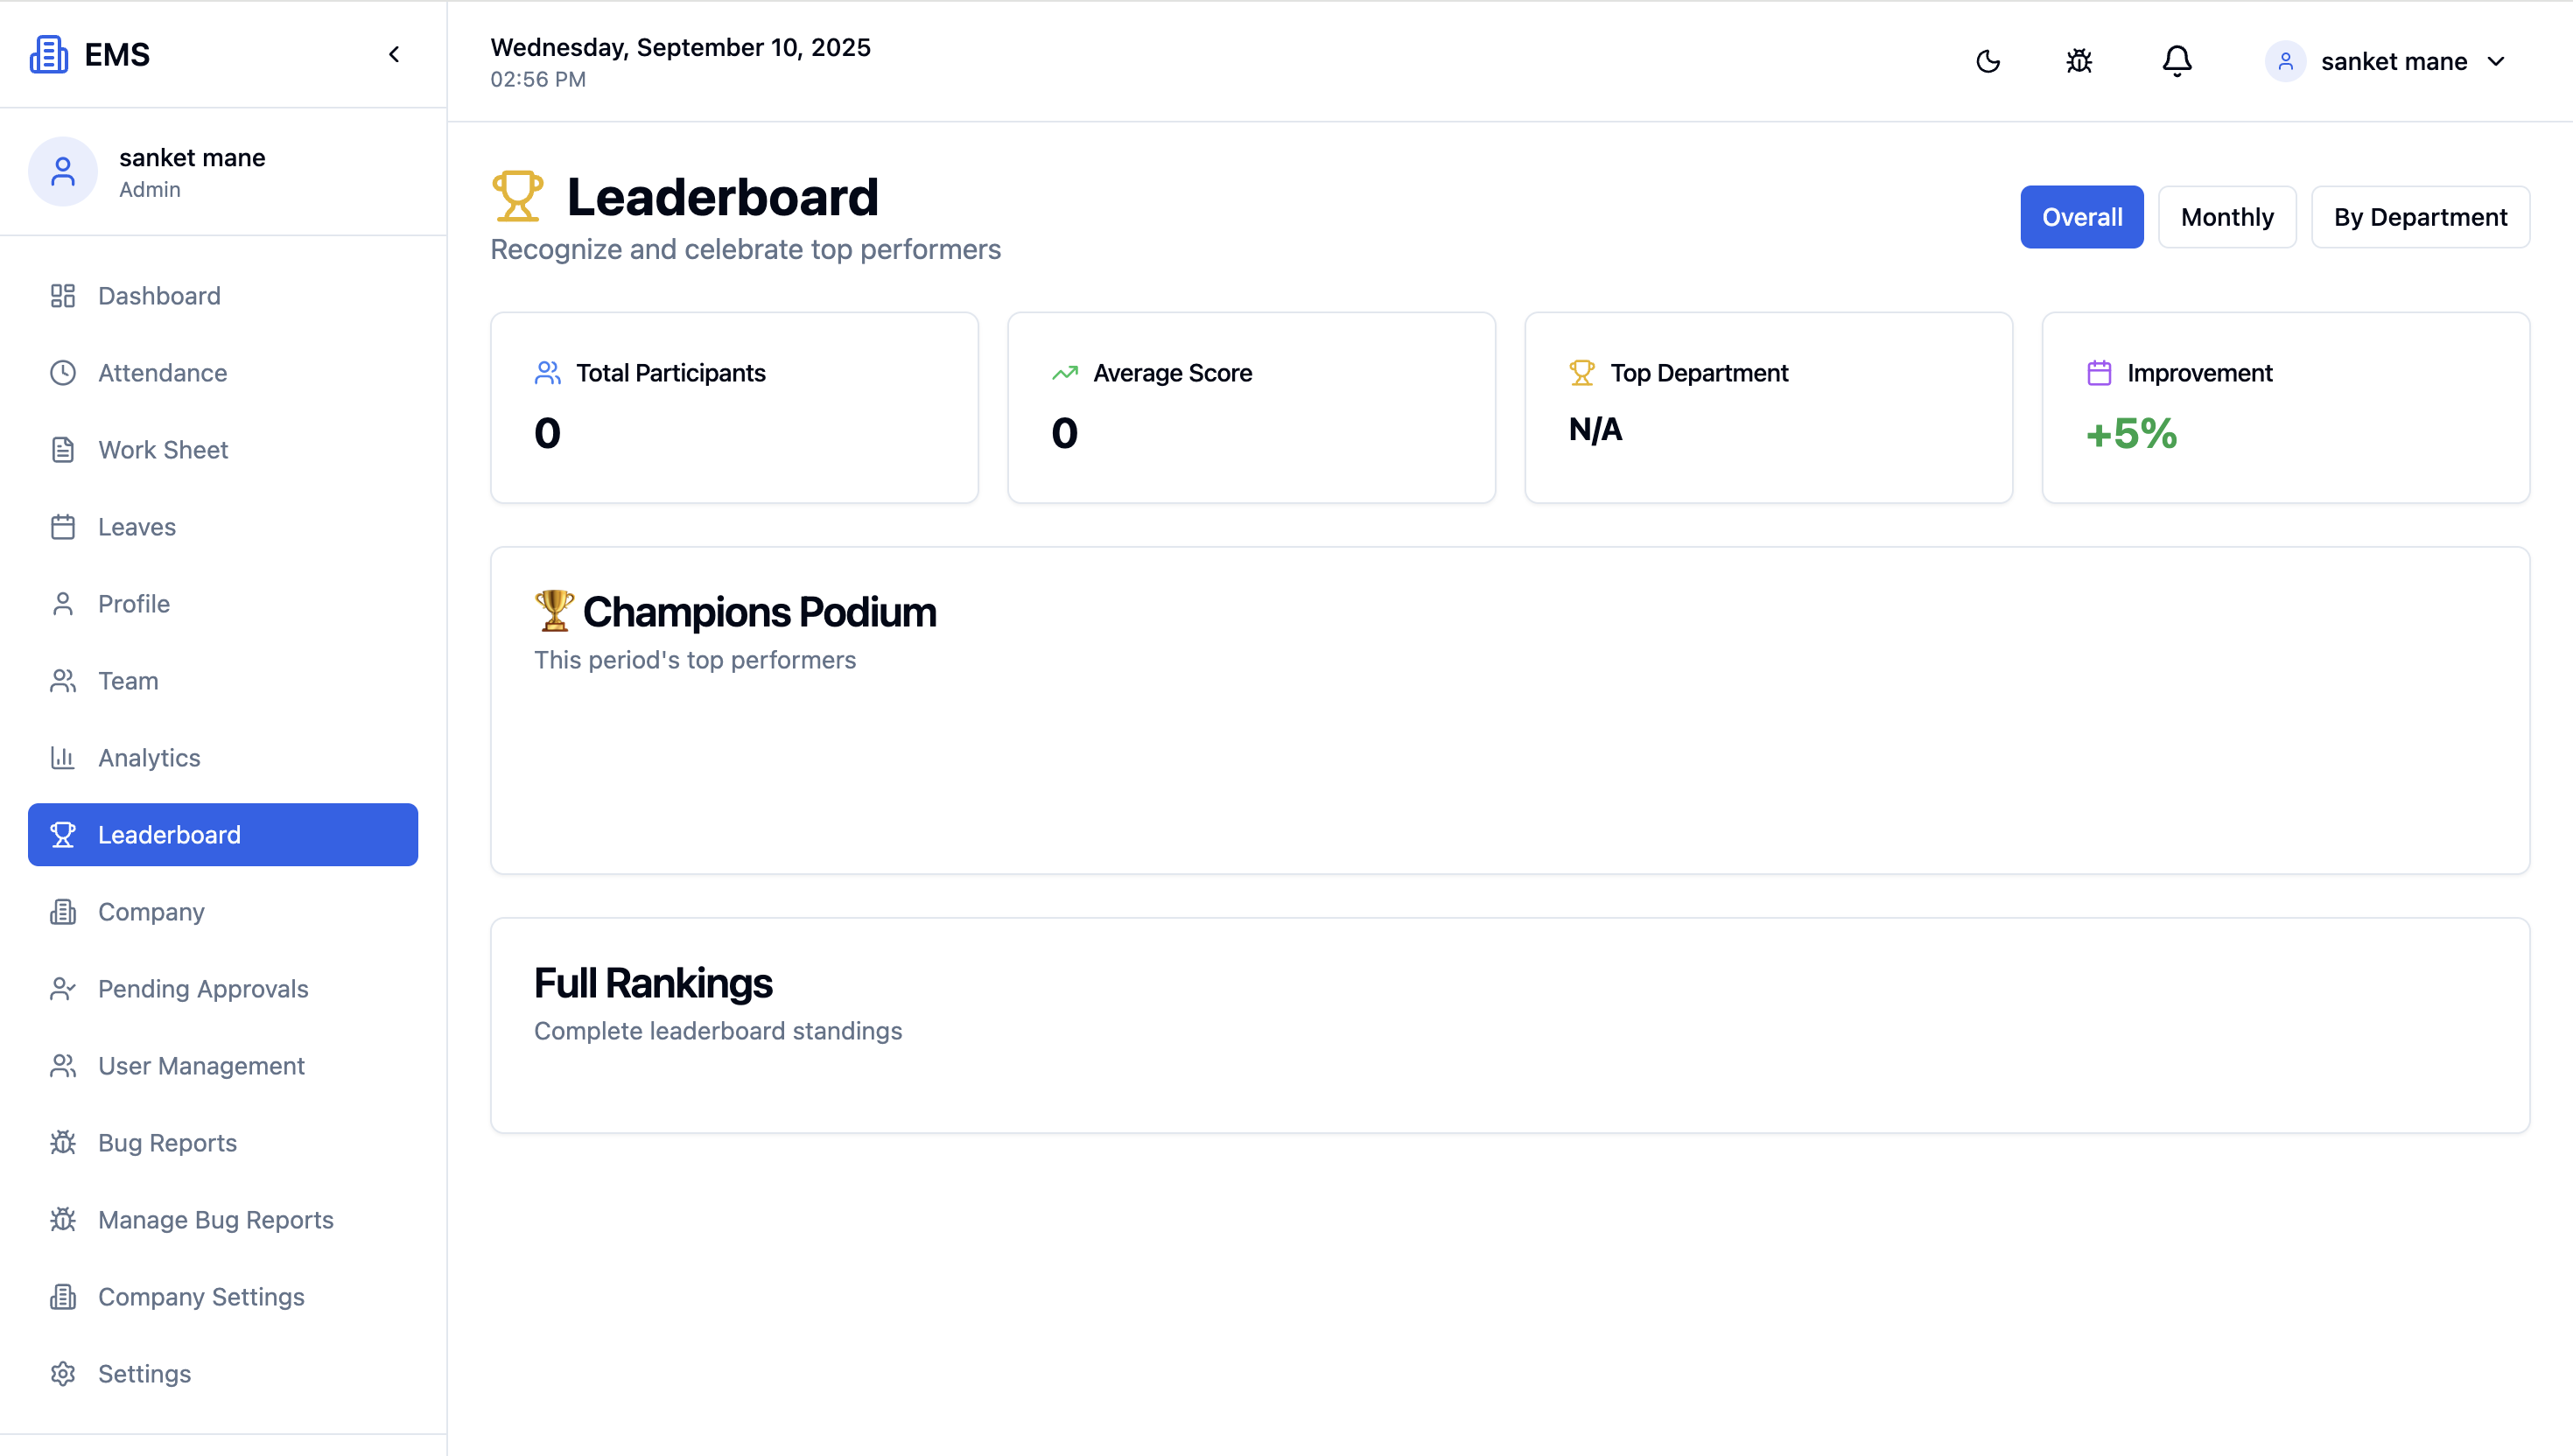 EMS
sanket mane
Admin
Dashboard
Attendance
Work Sheet
Leaves
Profile
Team
Analytics
Leaderboard
Company
Pending Approvals
User Management
Bug Reports
Manage Bug Reports
Company Settings
Settings
Wednesday, September 10, 2025
02:56 PM
sanket mane
Leaderboard
Recognize and celebrate top performers
Overall
Monthly
By Department
Total Participants
0
Average Score
0
Top Department
N/A
Improvement
+5%
Champions Podium
This period's top performers
Full Rankings
Complete leaderboard standings